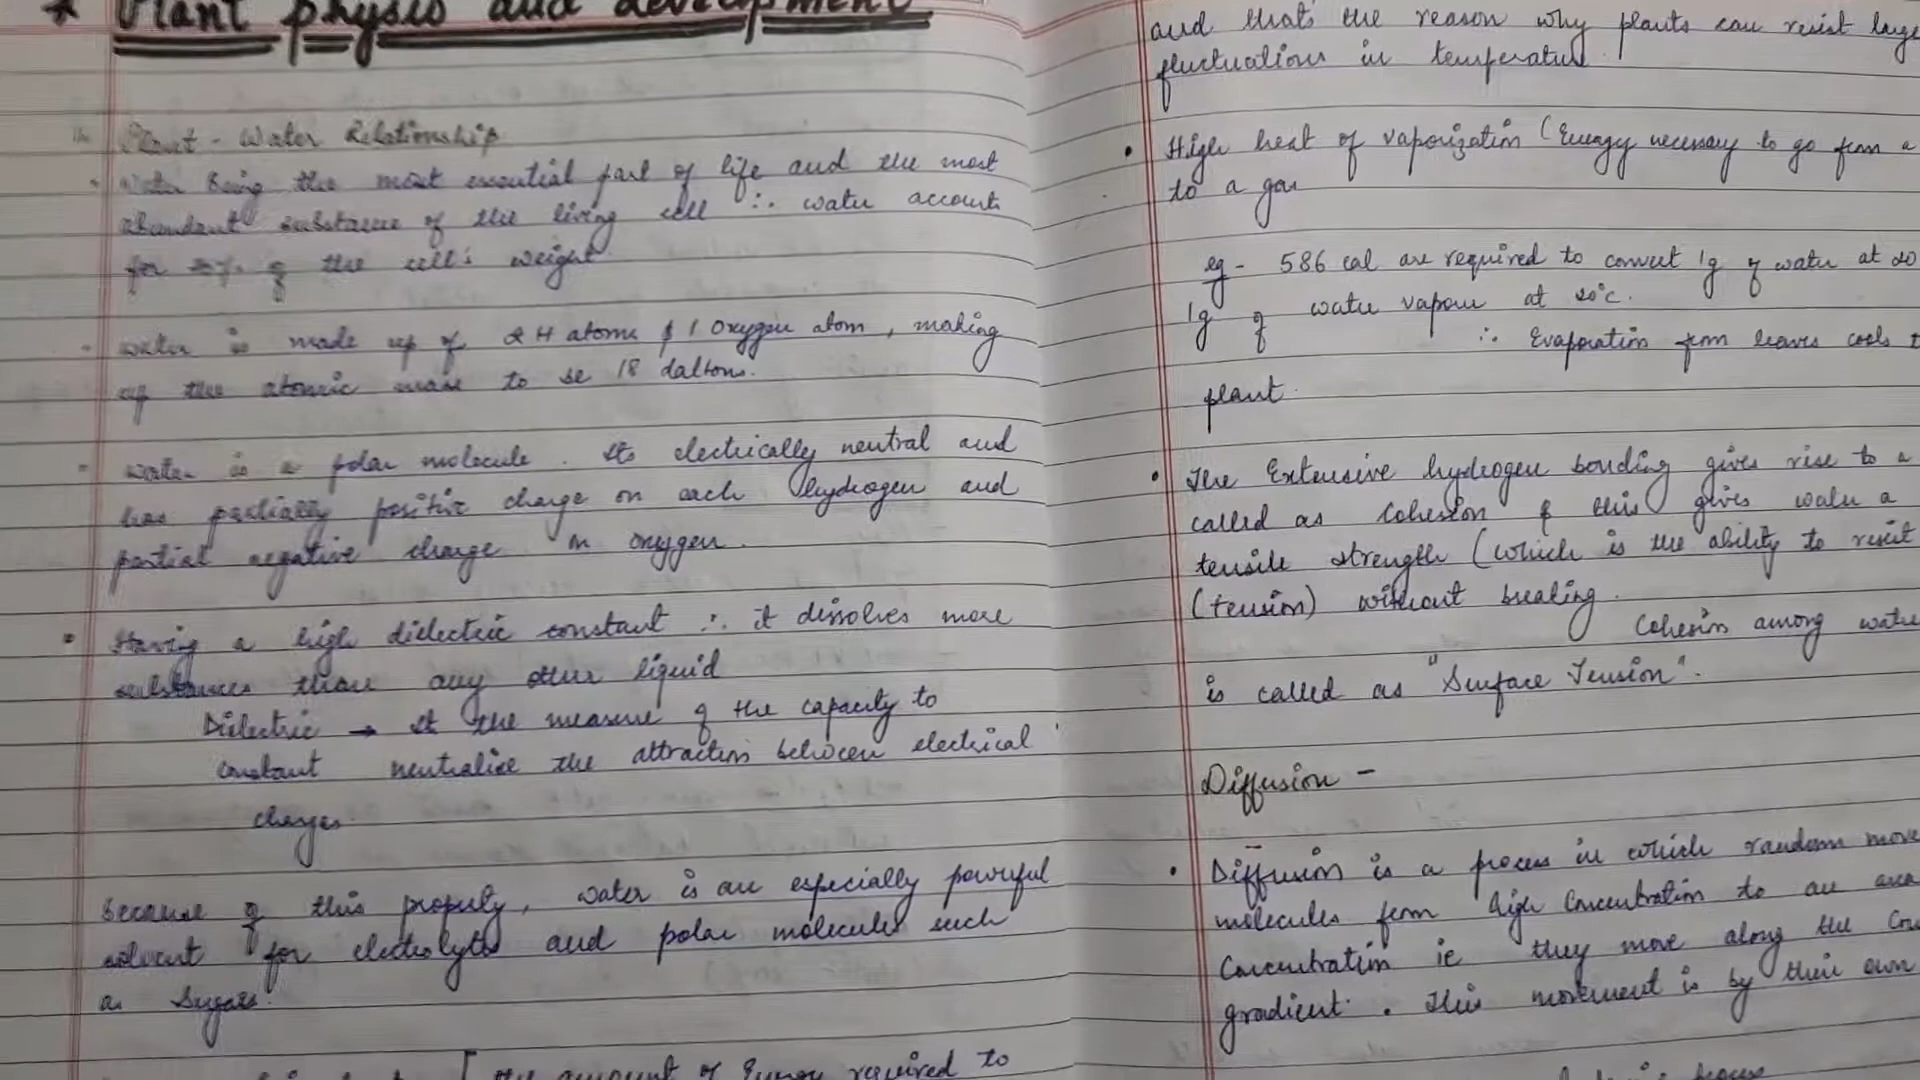 * Plant physio and development
Plant - Water Relationship
Water Being the most essential part of life and the most
abundant substance of the living cell ∴ water accounts
for % of the cell's weight
water is made up of 2 H atoms & 1 Oxygen atom, making
up the atomic mass to be 18 daltons.
water is a polar molecule. Its electrically neutral and
has partially positive charge on each hydrogen and
partial negative charge on oxygen.
Having a high dielectric constant ∴ it dissolves more
substances than any other liquid
Dielectric → It the measure of the capacity to
constant neutralise the attraction between electrical
charges.
because of this property, water is an especially powerful
solvent for electrolyte and polar molecules such
as Sugars.
[the amount of Energy required to
and that's the reason why plants can resist large
fluctuations in temperature.
• High heat of vaporization (Energy necessary to go from a
to a gas
eg - 586 cal are required to convert 1g of water at 20
1g of water vapour at 20°c.
∴ Evaporation from leaves cools t
plant.
• The Extensive hydrogen bonding gives rise to a
called as Cohesion & this gives water a
tensile strength (which is the ability to resist
(tension) without breaking.
Cohesin among wate
is called as "Surface Tension".
Diffusion -
• Diffusion is a process in which random move
molecules from high Concentration to an area
Concentration ie they move along the Con
gradient. This movement is by their own
process